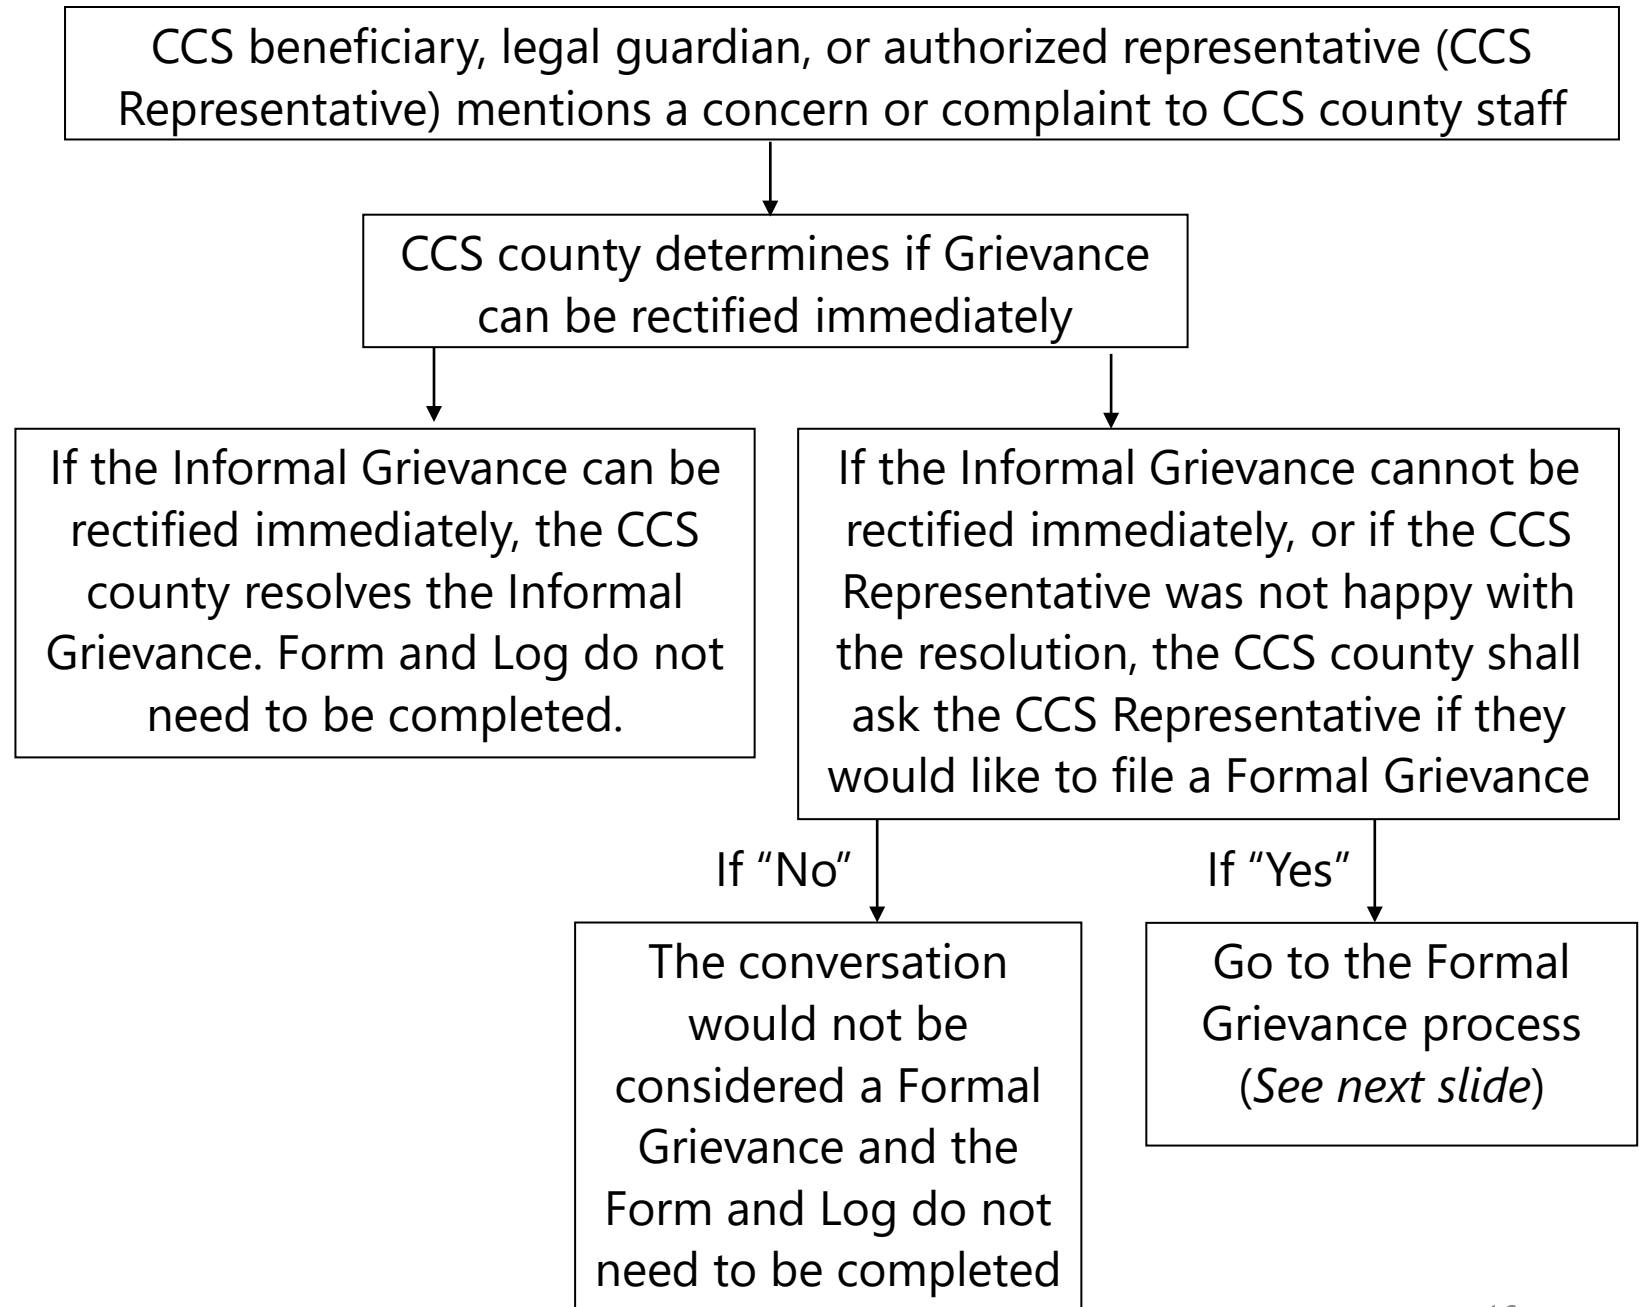 CCS beneficiary, legal guardian, or authorized representative (CCS
Representative) mentions a concern or complaint to CCS county staff
CCS county determines if Grievance
can be rectified immediately
If the Informal Grievance can be
rectified immediately, the CCS
county resolves the Informal
Grievance. Form and Log do not
need to be completed.
If the Informal Grievance cannot be
rectified immediately, or if the CCS
Representative was not happy with
the resolution, the CCS county shall
ask the CCS Representative if they
would like to file a Formal Grievance
If “No”
If “Yes”
The conversation
would not be
considered a Formal
Grievance and the
Form and Log do not
need to be completed
Go to the Formal
Grievance process
(See next slide)